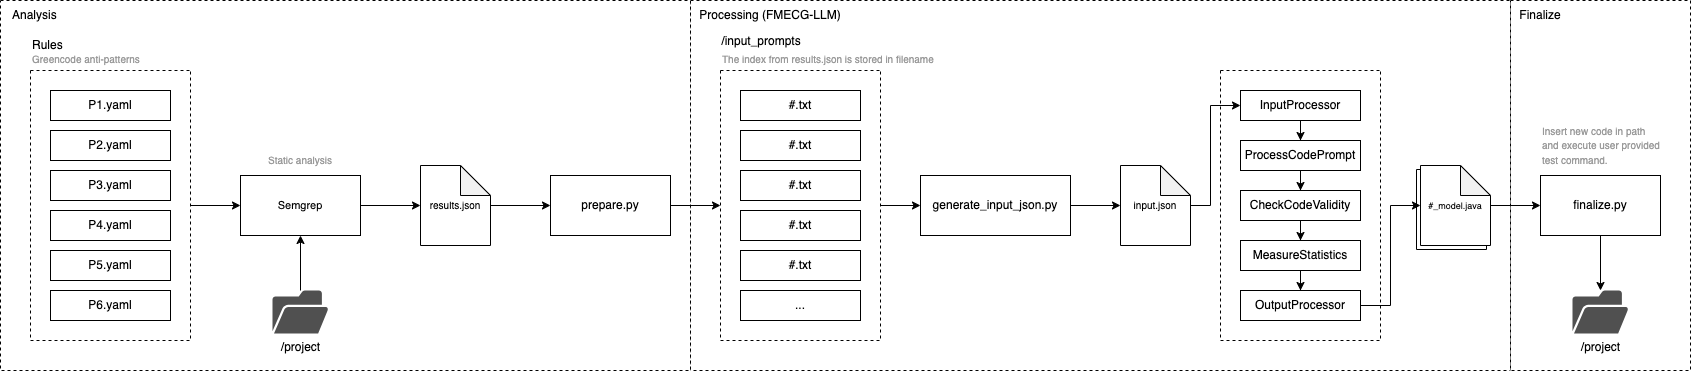 Analysis
Rules
Greencode anti-patterns
P1.yaml
P2.yaml
P3.yaml
P4.yaml
P5.yaml
P6.yaml
Static analysis
Semgrep
/project
results.json
prepare.py
Processing (FMECG-LLM)
/input_prompts
The index from results.json is stored in filename
#.txt
#.txt
#.txt
#.txt
#.txt
...
generate_input_json.py
input.json
InputProcessor
ProcessCodePrompt
CheckCodeValidity
MeasureStatistics
OutputProcessor
#_model.java
Finalize
Insert new code in path
and execute user provided
test command.
finalize.py
/project